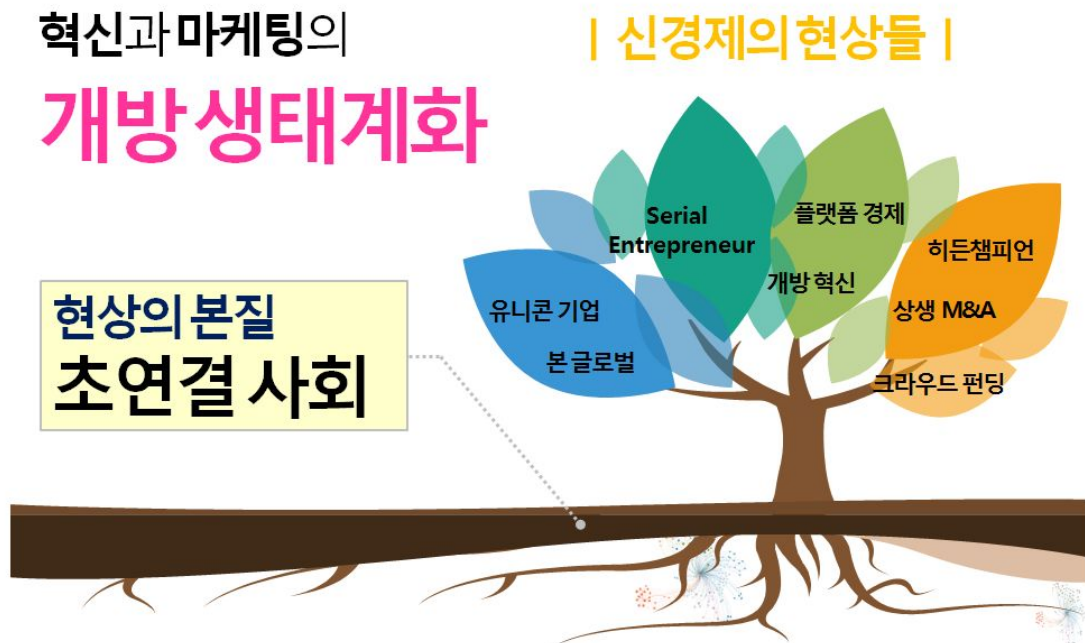 혁신과 마케팅의
개방 생태계화
| 신경제의 현상들 |
Serial
Entrepreneur
플랫폼 경제
히든챔피언
개방 혁신
유니콘 기업
상생 M&A
본 글로벌
크라우드 펀딩
현상의 본질
초연결 사회